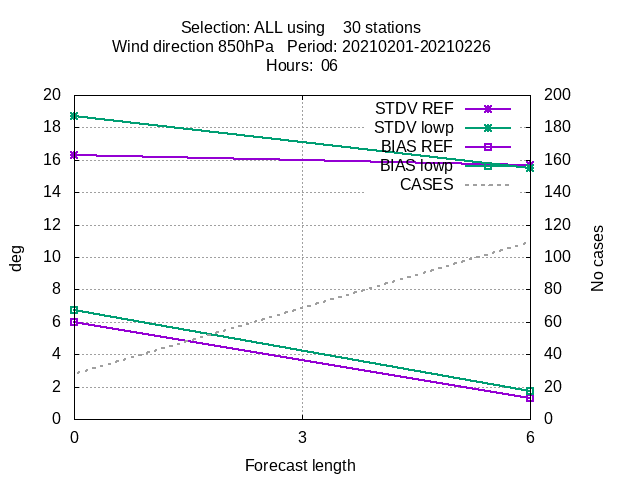 Selection: ALL using    30 stations
Wind direction 850hPa   Period: 20210201-20210226
Hours:  06
STDV REF
STDV lowp
BIAS REF
BIAS lowp
CASES
20
18
16
14
12
10
8
6
4
2
0
deg
200
180
160
140
120
100
80
60
40
20
0
No cases
0 3 6
Forecast length